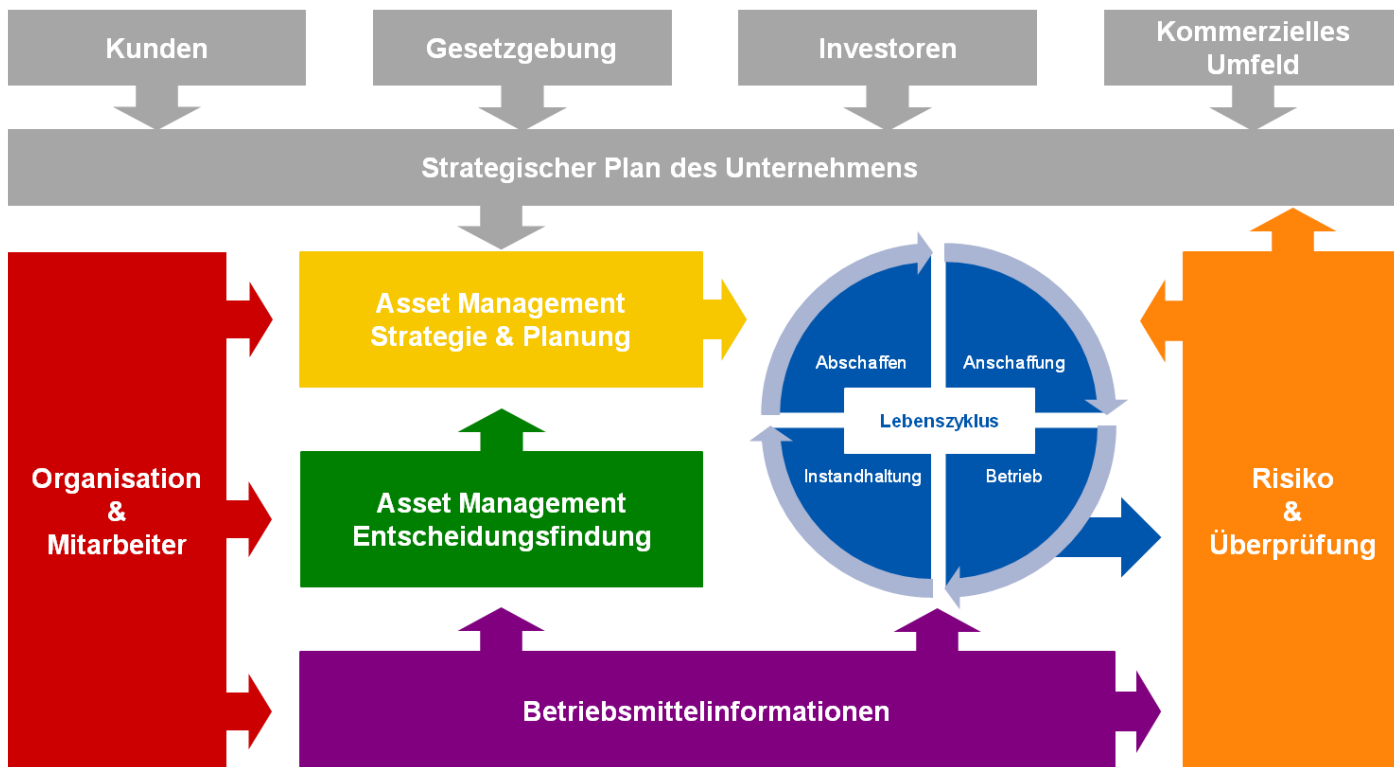 Kunden
Gesetzgebung
Investoren
Kommerzielles
Umfeld
Strategischer Plan des Unternehmens
Asset Management
Strategie & Planung
Abschaffen
Anschaffung
Lebenszyklus
Instandhaltung
Betrieb
Organisation
&
Mitarbeiter
Asset Management
Entscheidungsfindung
Risiko
&
Überprüfung
Betriebsmittelinformationen